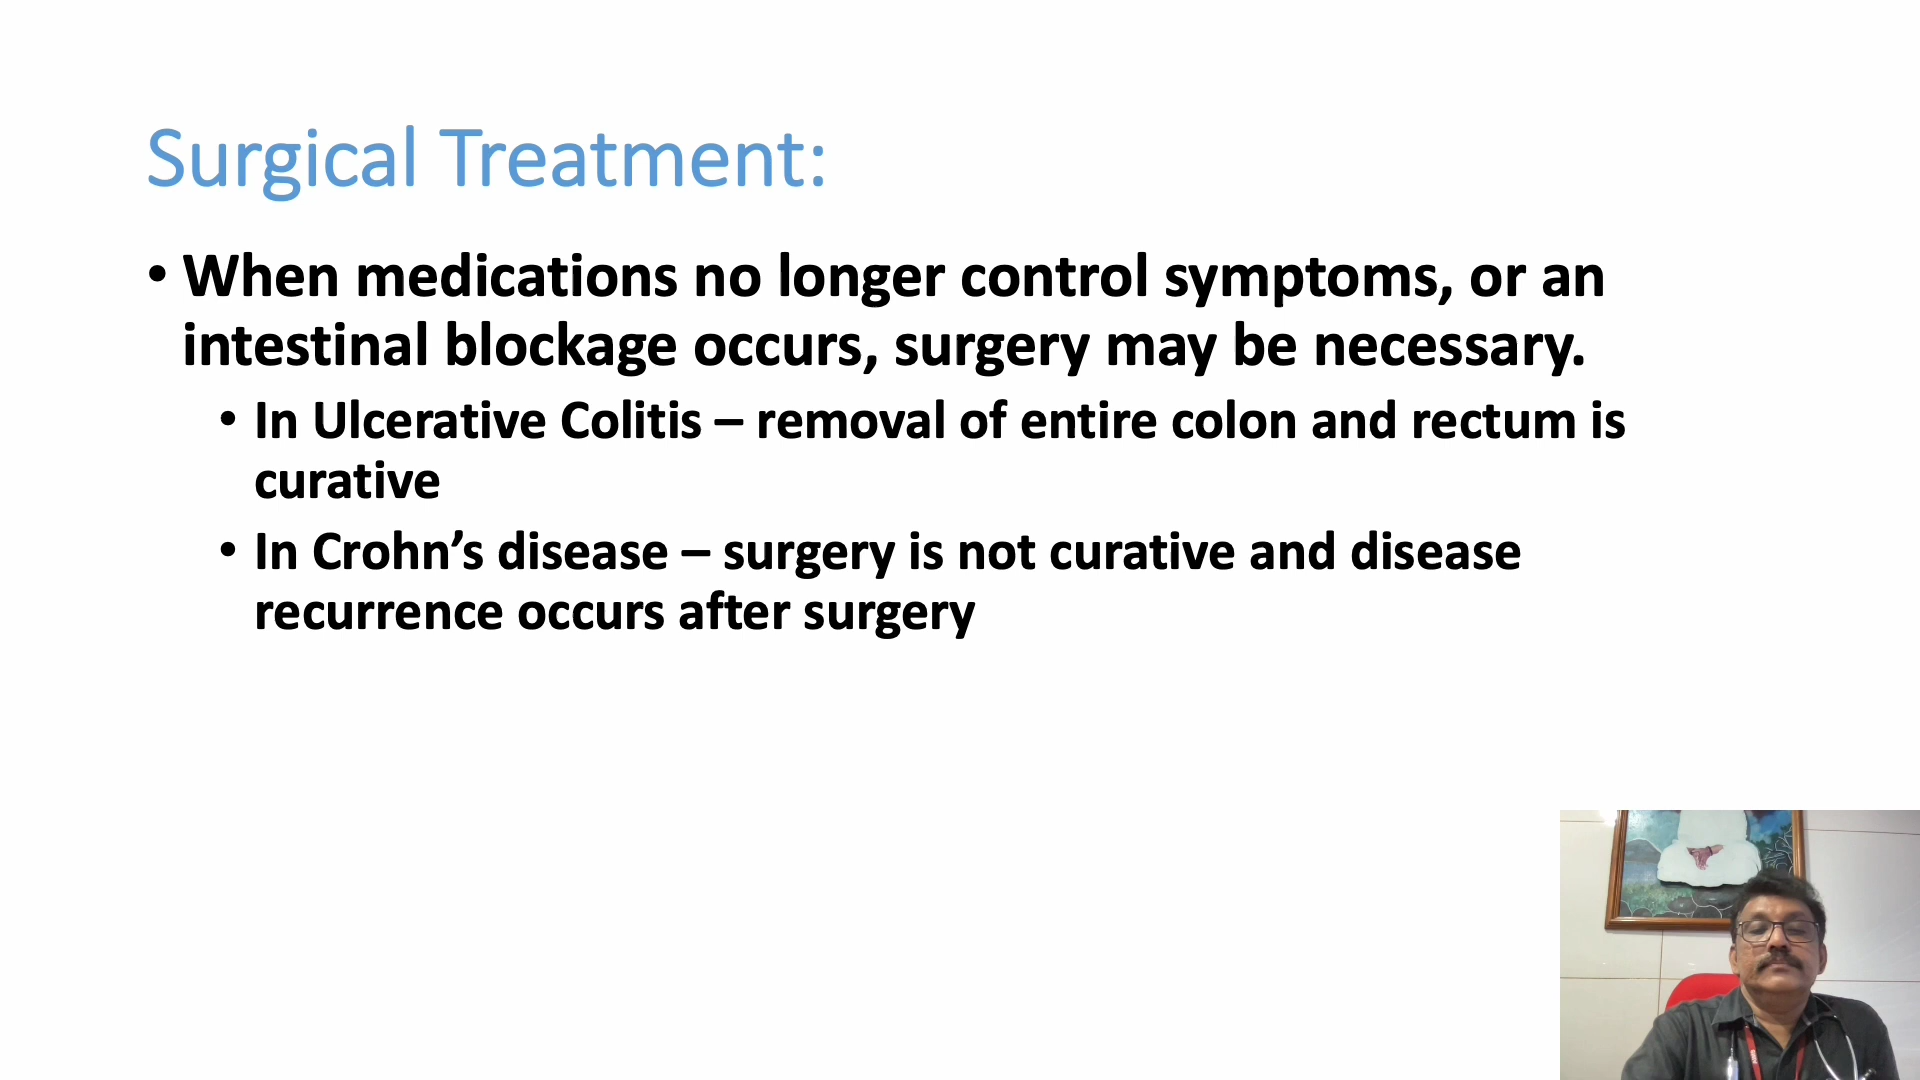 Surgical Treatment:
• When medications no longer control symptoms, or an
intestinal blockage occurs, surgery may be necessary.
• In Ulcerative Colitis – removal of entire colon and rectum is
curative
• In Crohn’s disease – surgery is not curative and disease
recurrence occurs after surgery